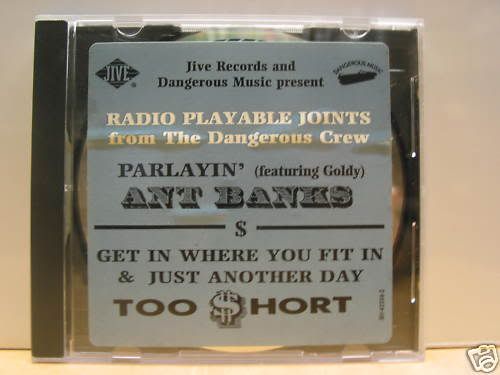 JIVE
Jive Records and
Dangerous Music present
DANGEROUS MUSIC
RADIO PLAYABLE JOINTS
from The Dangerous Crew
PARLAYIN' (featuring Goldy)
ANT BANKS
$
GET IN WHERE YOU FIT IN
& JUST ANOTHER DAY
TOO $HORT